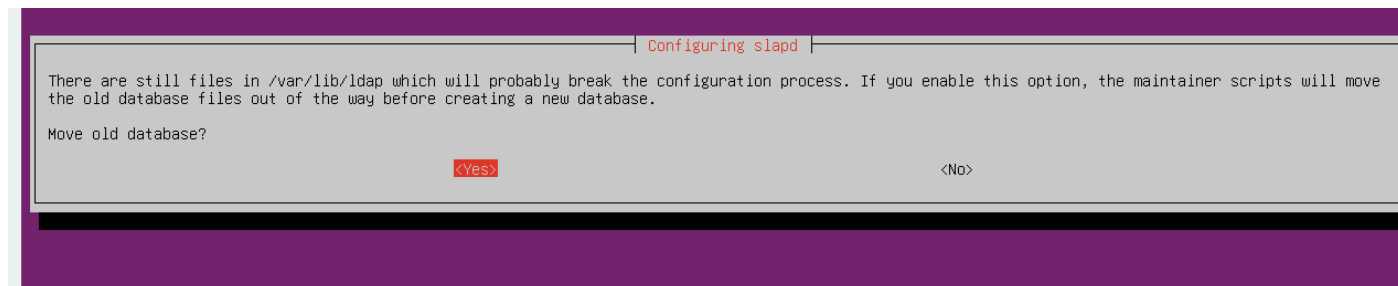 Configuring slapd
There are still files in /var/lib/ldap which will probably break the configuration process. If you enable this option, the maintainer scripts will move
the old database files out of the way before creating a new database.
Move old database?
<Yes> <No>